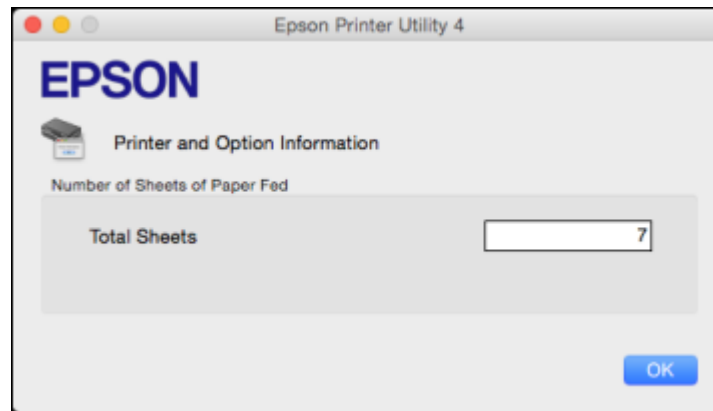 Epson Printer Utility 4
EPSON
Printer and Option Information
Number of Sheets of Paper Fed
Total Sheets 7
OK